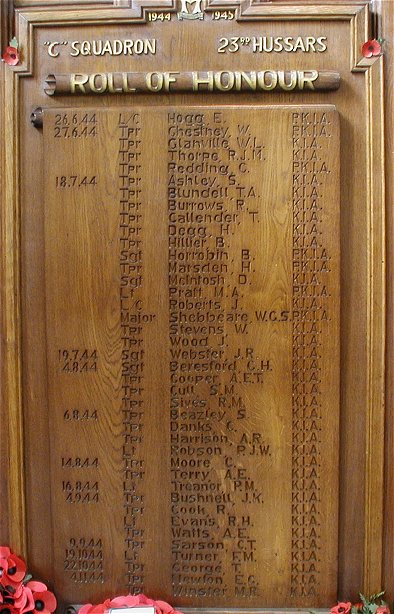 1944 1945
"C" SQUADRON 23RD HUSSARS
ROLL OF HONOUR
26.6.44 L/C Hogg E. P.K.I.A.
27.6.44 Tpr Chesney W. P.K.I.A.
Tpr Glanville W.L. K.I.A.
Tpr Thorpe R.J.M. K.I.A.
Tpr Redding C. P.K.I.A.
18.7.44 Tpr Ashley S. K.I.A.
Tpr Blundell T.A. K.I.A.
Tpr Burrows R. K.I.A.
Tpr Callender T. K.I.A.
Tpr Degg H. K.I.A.
Tpr Hillier B. K.I.A.
Sgt Horrobin B. P.K.I.A.
Tpr Marsden H. P.K.I.A.
Sgt McIntosh D. K.I.A.
Lt Pratt M.A. P.K.I.A.
L/C Roberts J. K.I.A.
Major Shebbeare W.G.S. P.K.I.A.
Tpr Stevens W. K.I.A.
Tpr Wood J. K.I.A.
19.7.44 Sgt Webster J.R. K.I.A.
4.8.44 Sgt Beresford C.H. K.I.A.
Tpr Cooper A.E.T. K.I.A.
Tpr Cull S.M. K.I.A.
Tpr Sives R.M. K.I.A.
6.8.44 Tpr Beazley S. K.I.A.
Tpr Danks C. K.I.A.
Tpr Harrison A.R. K.I.A.
Lt Robson P.J.W. K.I.A.
14.8.44 Tpr Moore C. K.I.A.
Tpr Terry A.E. K.I.A.
16.8.44 Lt Treanor P.M. K.I.A.
4.9.44 Tpr Bushnell J.K. K.I.A.
Tpr Cook R. K.I.A.
Lt Evans R.H. K.I.A.
Tpr Watts A.E. K.I.A.
9.9.44 Tpr Sarson C.T. K.I.A.
19.10.44 Lt Turner F.M. K.I.A.
22.10.44 Tpr George T. K.I.A.
4.11.44 Tpr Hewlon E.G. K.I.A.
Tpr Winster M.R. K.I.A.